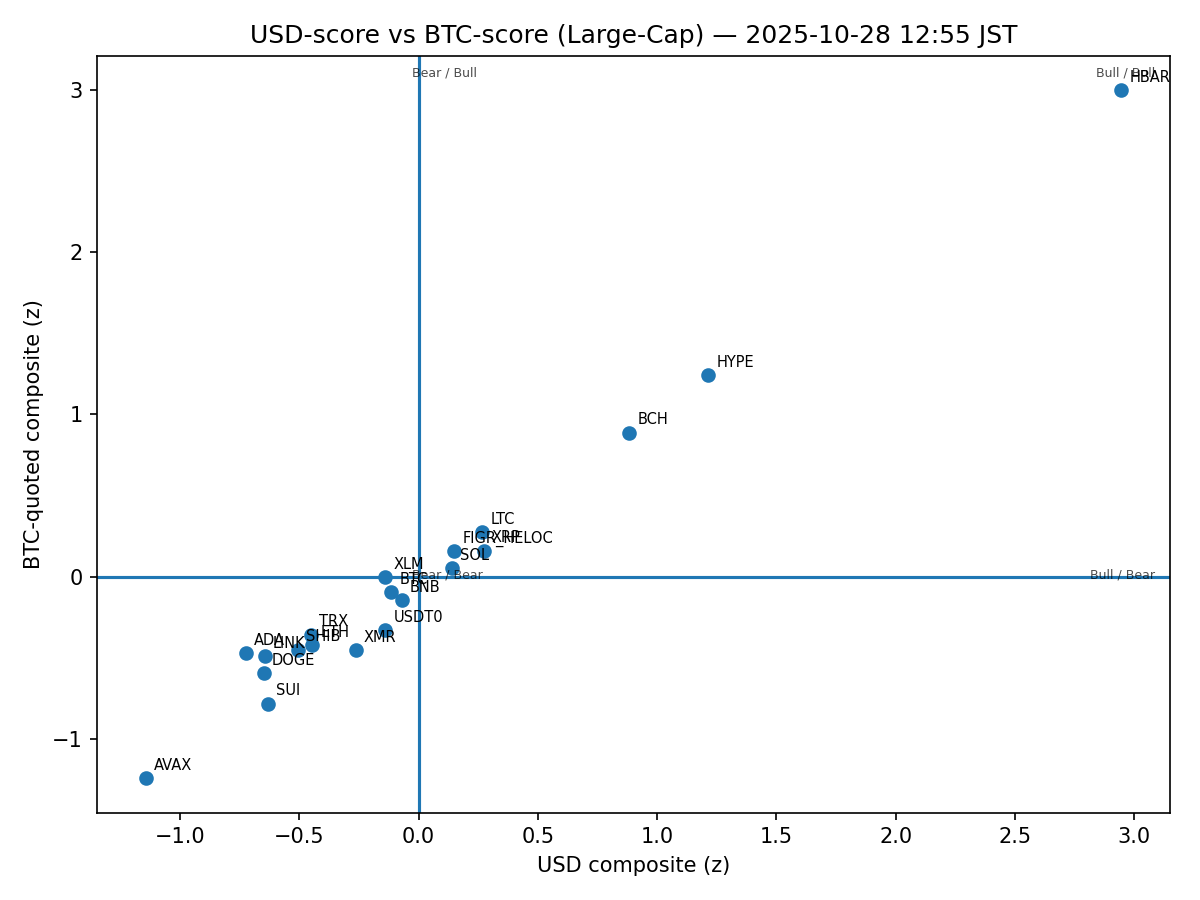 USD-score vs BTC-score (Large-Cap) — 2025-10-28 12:55 JST
Bear / Bull
Bull / Bull
HBAR
3
2
HYPE
1
BCH
LTC
FIGR_HELOC
XRP
SOL
XLM
0
BTC
Bear / Bear
Bull / Bear
BNB
USDT0
TRX
ETH
SHIB
XMR
ADA
LINK
DOGE
SUI
−1
AVAX
−1.0
−0.5
0.0
0.5
1.0
1.5
2.0
2.5
3.0
USD composite (z)
BTC-quoted composite (z)